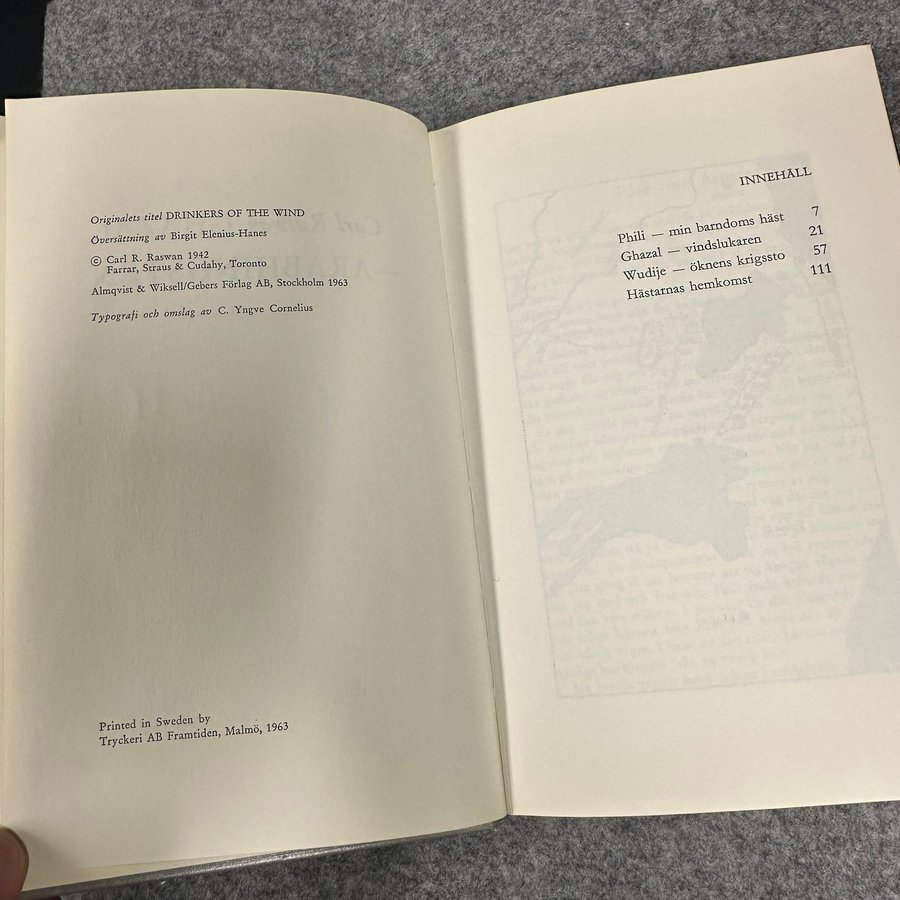 Originalets titel DRINKERS OF THE WIND
Översättning av Birgit Elenius-Hanes
© Carl R. Raswan 1942
Farrar, Straus & Cudahy, Toronto
Almqvist & Wiksell/Gebers Förlag AB, Stockholm 1963
Typografi och omslag av C. Yngve Cornelius
Printed in Sweden by
Tryckeri AB Framtiden, Malmö, 1963
INNEHÅLL
Phili — min barndoms häst 7
Ghazal — vindslukaren 21
Wudije — öknens krigssto 57
Hästarnas hemkomst 111